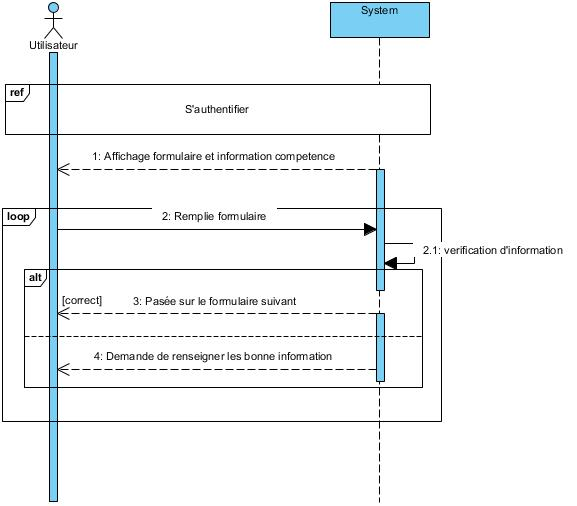 System
Utilisateur
ref
S'authentifier
1: Affichage formulaire et information competence
loop
2: Remplie formulaire
2.1: verification d'information
alt
[correct]
3: Pasée sur le formulaire suivant
4: Demande de renseigner les bonne information